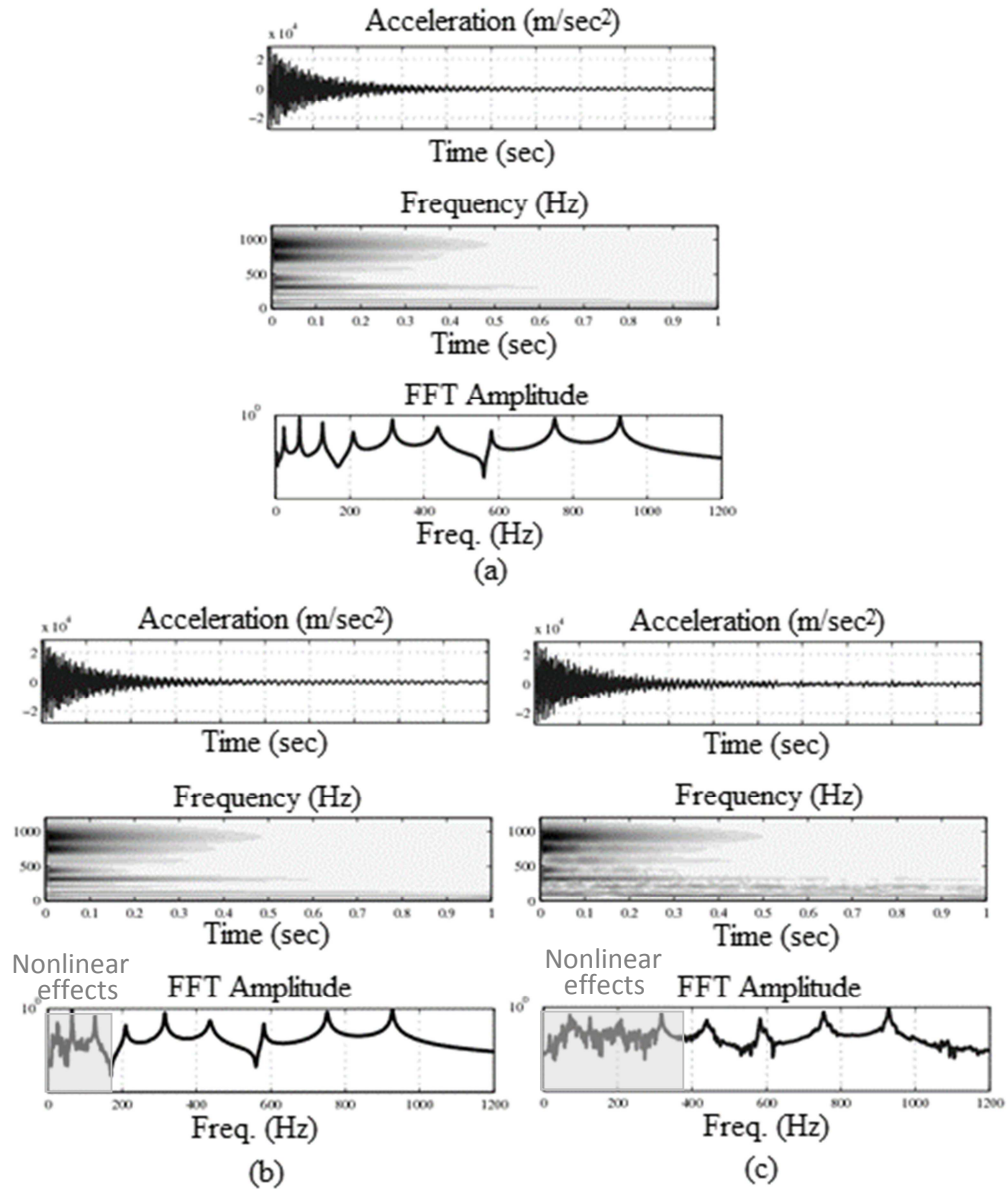 Acceleration (m/sec²)
x 10⁴
2
0
−2
Time (sec)
Frequency (Hz)
1000
500
0
0 0.1 0.2 0.3 0.4 0.5 0.6 0.7 0.8 0.9 1
Time (sec)
FFT Amplitude
10⁰
0 200 400 600 800 1000 1200
Freq. (Hz)
(a)
Acceleration (m/sec²)
x 10⁴
2
0
−2
Time (sec)
Frequency (Hz)
1000
500
0
0 0.1 0.2 0.3 0.4 0.5 0.6 0.7 0.8 0.9 1
Time (sec)
Nonlinear
effects
FFT Amplitude
10⁰
0 200 400 600 800 1000 1200
Freq. (Hz)
(b)
Acceleration (m/sec²)
x 10⁴
2
0
−2
Time (sec)
Frequency (Hz)
1000
500
0
0 0.1 0.2 0.3 0.4 0.5 0.6 0.7 0.8 0.9 1
Time (sec)
Nonlinear
effects
FFT Amplitude
10⁰
0 200 400 600 800 1000 1200
Freq. (Hz)
(c)